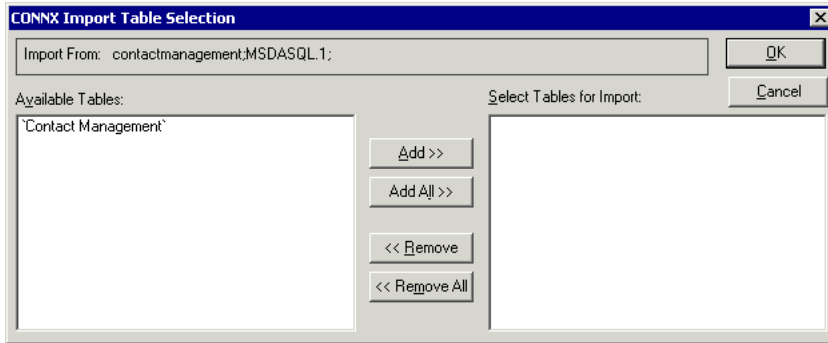 CONNX Import Table Selection
Import From: contactmanagement;MSDASQL.1;
OK
Cancel
Available Tables:
Select Tables for Import:
`Contact Management`
Add >>
Add All >>
<< Remove
<< Remove All